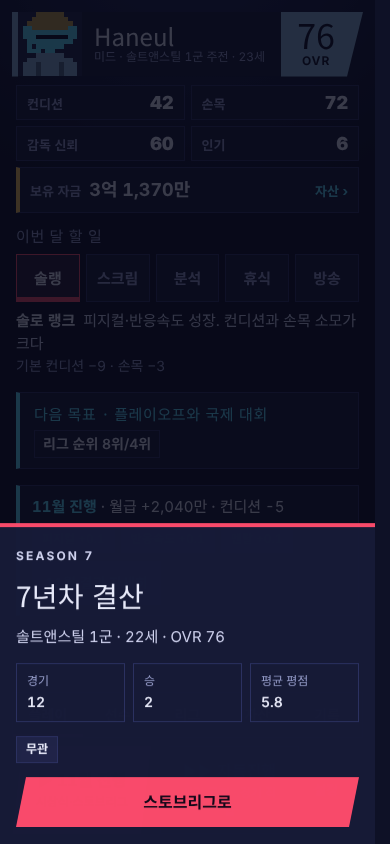 Haneul
미드 · 솔트앤스틸 1군 주전 · 23세
76
OVR
컨디션 42
손목 72
감독 신뢰 60
인기 6
보유 자금 3억 1,370만
자산 ›
이번 달 할 일
솔랭
스크림
분석
휴식
방송
솔로 랭크 피지컬·반응속도 성장. 컨디션과 손목 소모가
크다
기본 컨디션 −9 · 손목 −3
다음 목표 · 플레이오프와 국제 대회
리그 순위 8위/4위
11월 진행 · 월급 +2,040만 · 컨디션 -5
SEASON 7
7년차 결산
솔트앤스틸 1군 · 22세 · OVR 76
경기
12
승
2
평균 평점
5.8
무관
스토브리그로